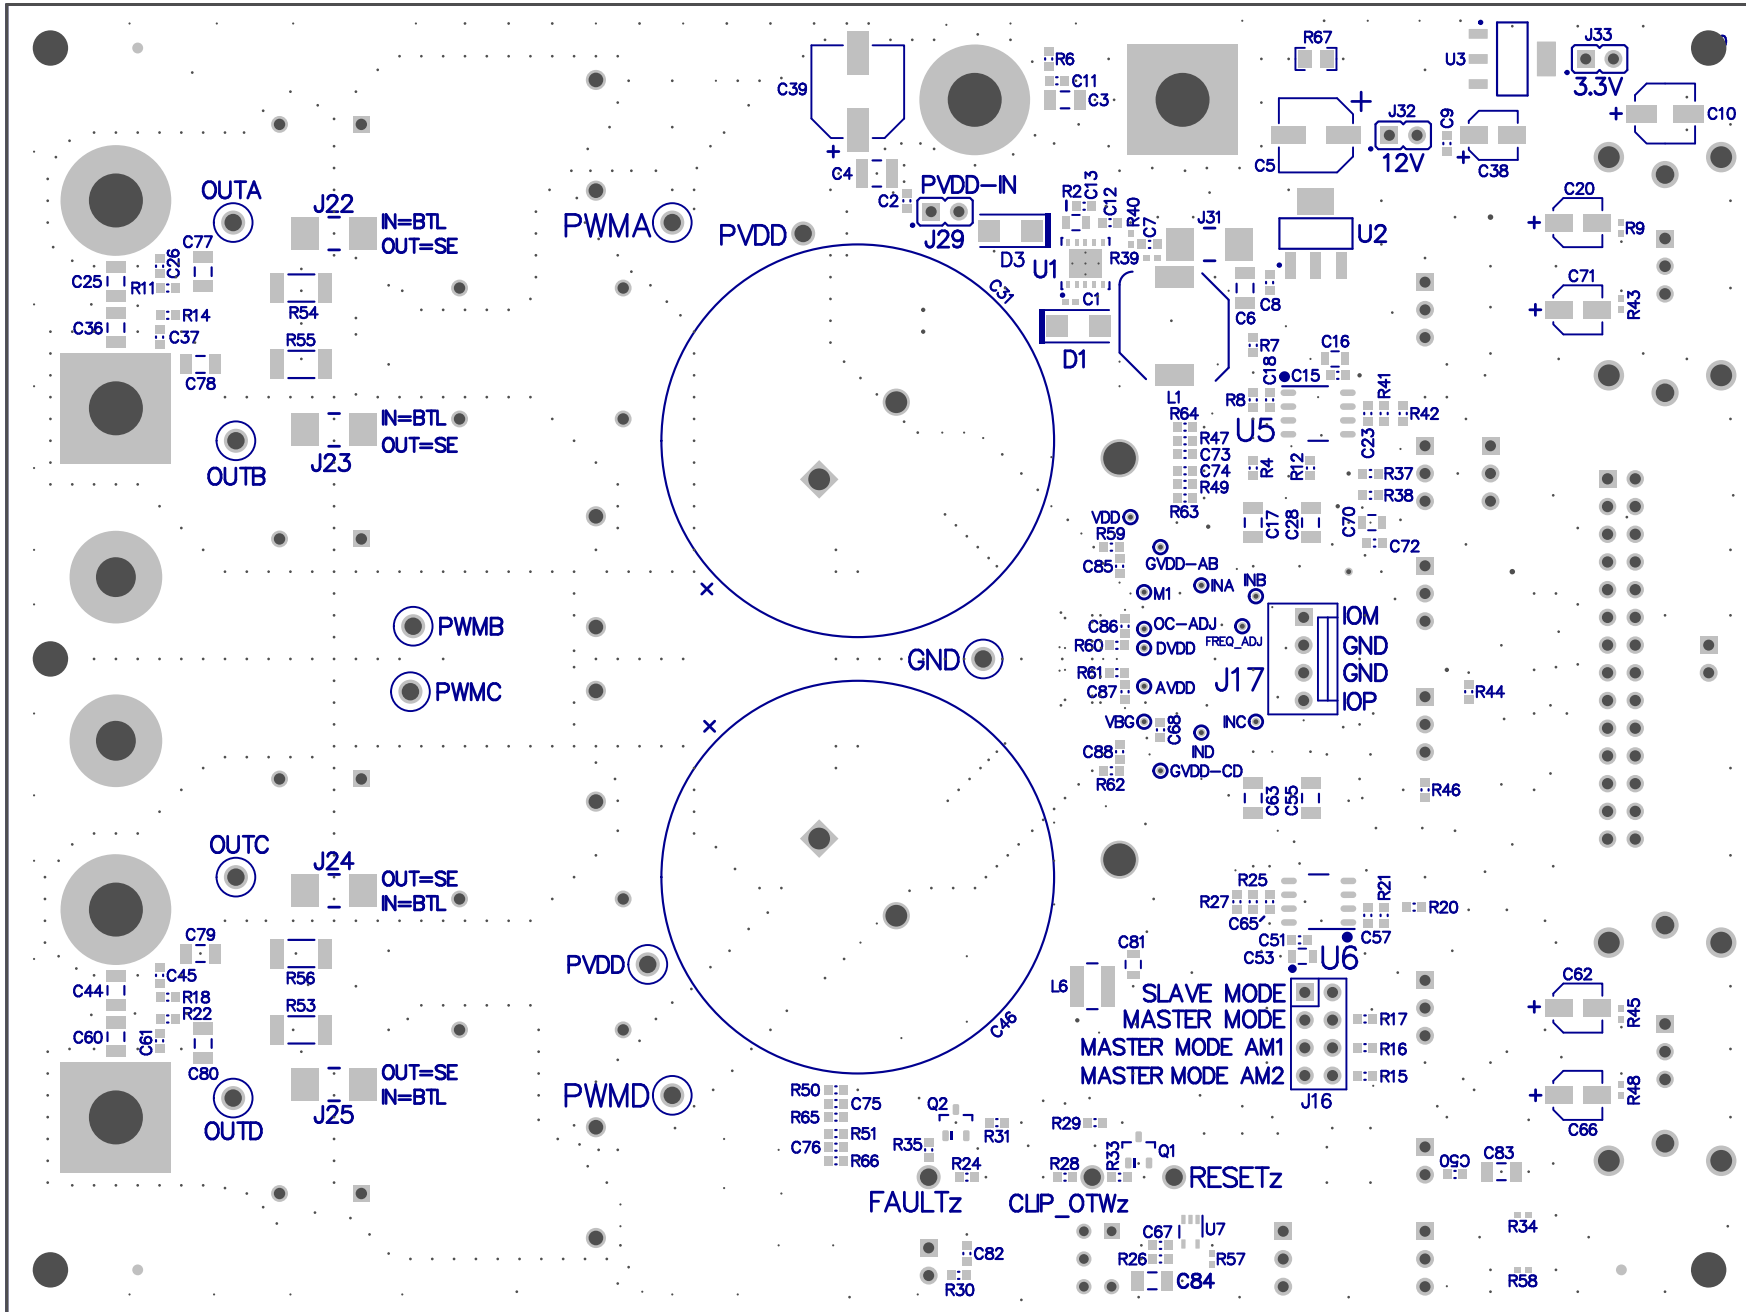 R67
J33
U3
R6
C39
C11
3.3V
C3
C10
C9
J32
C5
12V
C38
C4
PVDD-IN
C13
R2
C20
OUTA
C2
C12
J22
IN=BTL
PWMA
R40
C7
J31
R9
PVDD
J29
U2
C77
OUT=SE
D3
R39
C26
U1
C25
R11
C31
C71
C1
C8
R43
R54
C6
R14
C36
C37
R55
D1
R7
C16
C78
C18
C15
L1
R8
R41
R64
R42
IN=BTL
U5
R47
OUT=SE
C23
C73
J23
R4
R12
C74
OUTB
R37
R49
R38
R63
VDD
C17
C28
C70
R59
C72
GVDD-AB
C85
INA
INB
M1
IOM
PWMB
C86
OC-ADJ
FREQ_ADJ
R60
DVDD
GND
GND
R61
GND
J17
PWMC
C87
AVDD
R44
IOP
VBG
C68
INC
C88
IND
GVDD-CD
R62
C63
C55
R46
OUTC
J24
OUT=SE
R25
R21
R27
IN=BTL
R20
C65
C79
C51
C57
C81
C53
U6
PVDD
C45
R56
C62
C44
L6
SLAVE MODE
R18
R53
R45
R22
MASTER MODE
R17
C46
C60
C61
MASTER MODE AM1
R16
C80
OUT=SE
MASTER MODE AM2
R15
R50
IN=BTL
PWMD
R48
C75
Q2
J16
J25
R65
OUTD
R29
C66
R51
R31
C76
R35
R33
Q1
C83
R66
R24
R28
C50
RESETz
FAULTz
CLIP_OTWz
C67
U7
R34
C82
R26
R57
C84
R30
R58